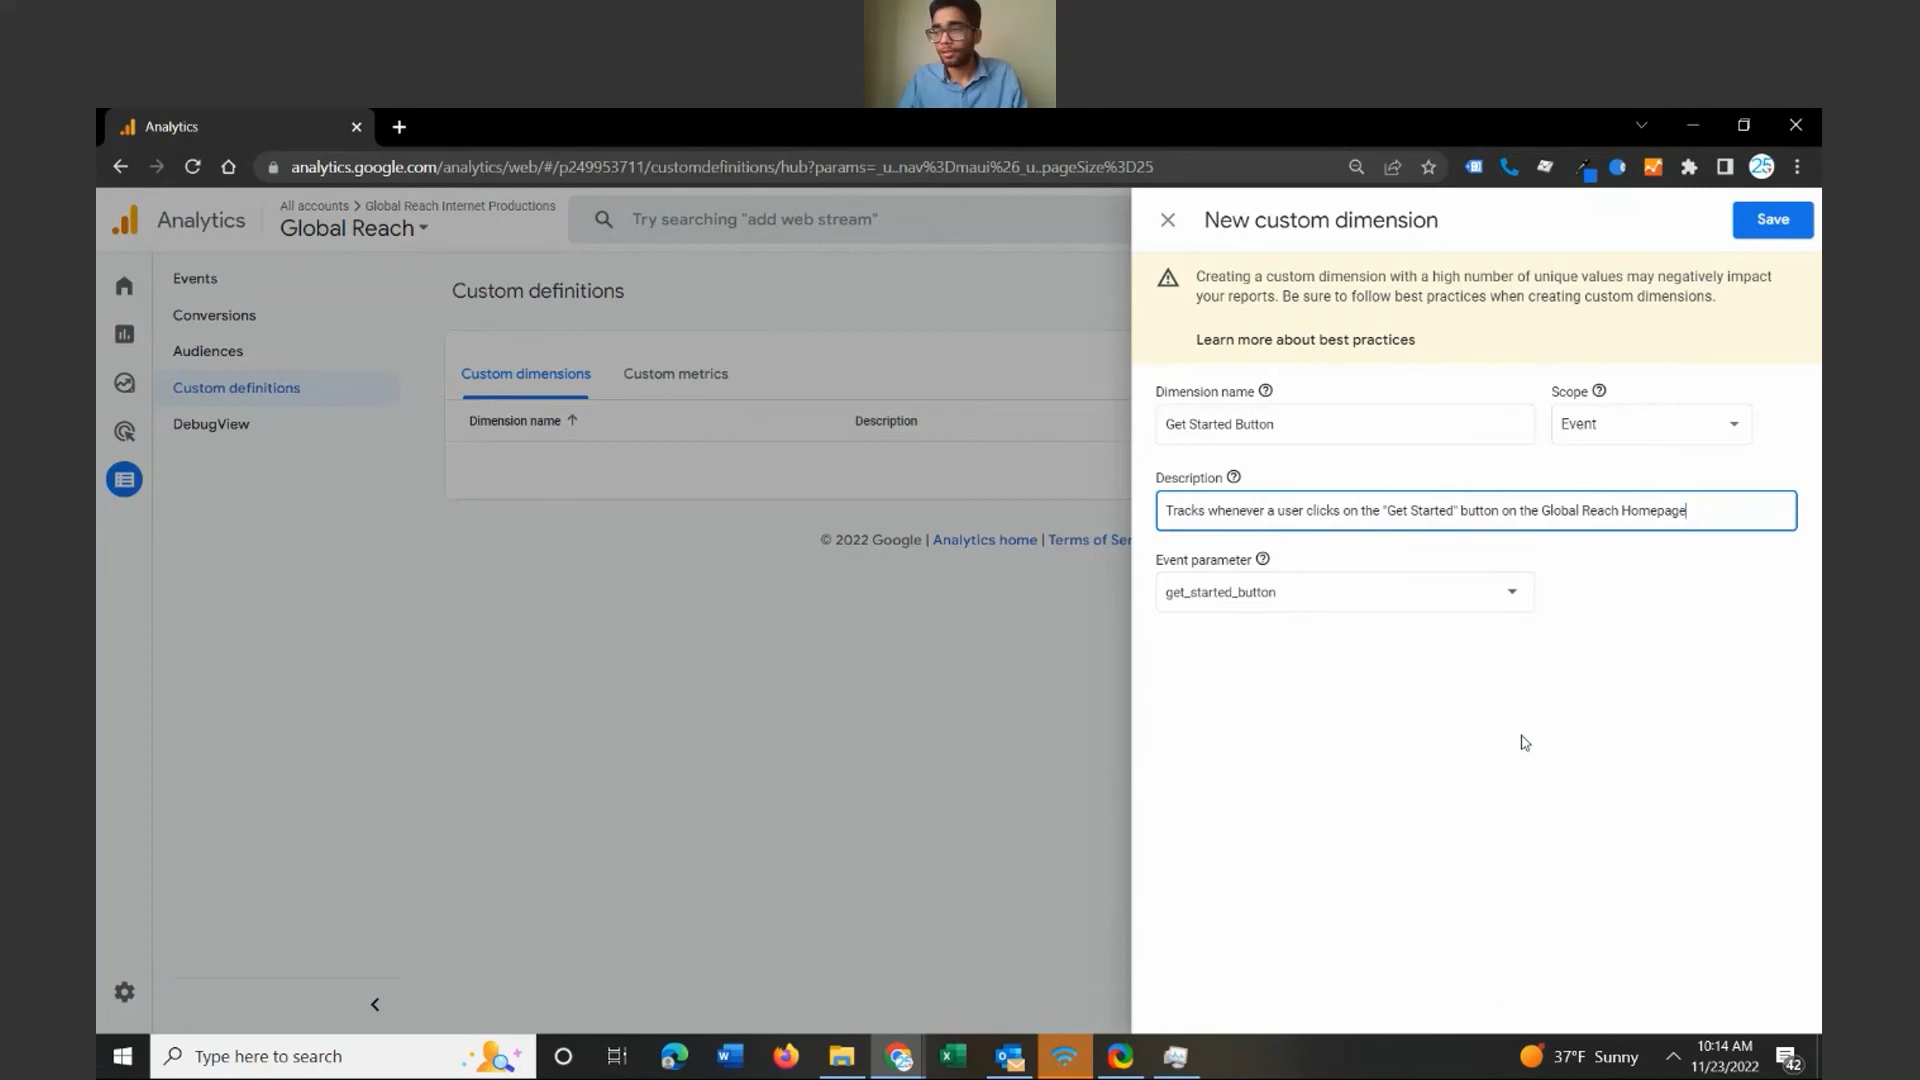 Analytics
analytics.google.com/analytics/web/#/p249953711/customdefinitions/hub?params=_u..nav%3Dmaui%26_u..pageSize%3D25
25
Analytics
All accounts > Global Reach Internet Productions
Global Reach
Try searching "add web stream"
New custom dimension
Save
Creating a custom dimension with a high number of unique values may negatively impact
your reports. Be sure to follow best practices when creating custom dimensions.
Learn more about best practices
Events
Conversions
Audiences
Custom definitions
DebugView
Custom definitions
Custom dimensions
Custom metrics
Dimension name
Description
© 2022 Google | Analytics home | Terms of Ser
Dimension name
Get Started Button
Scope
Event
Description
Tracks whenever a user clicks on the "Get Started" button on the Global Reach Homepage
Event parameter
get_started_button
Type here to search
37°F Sunny
10:14 AM
11/23/2022
42